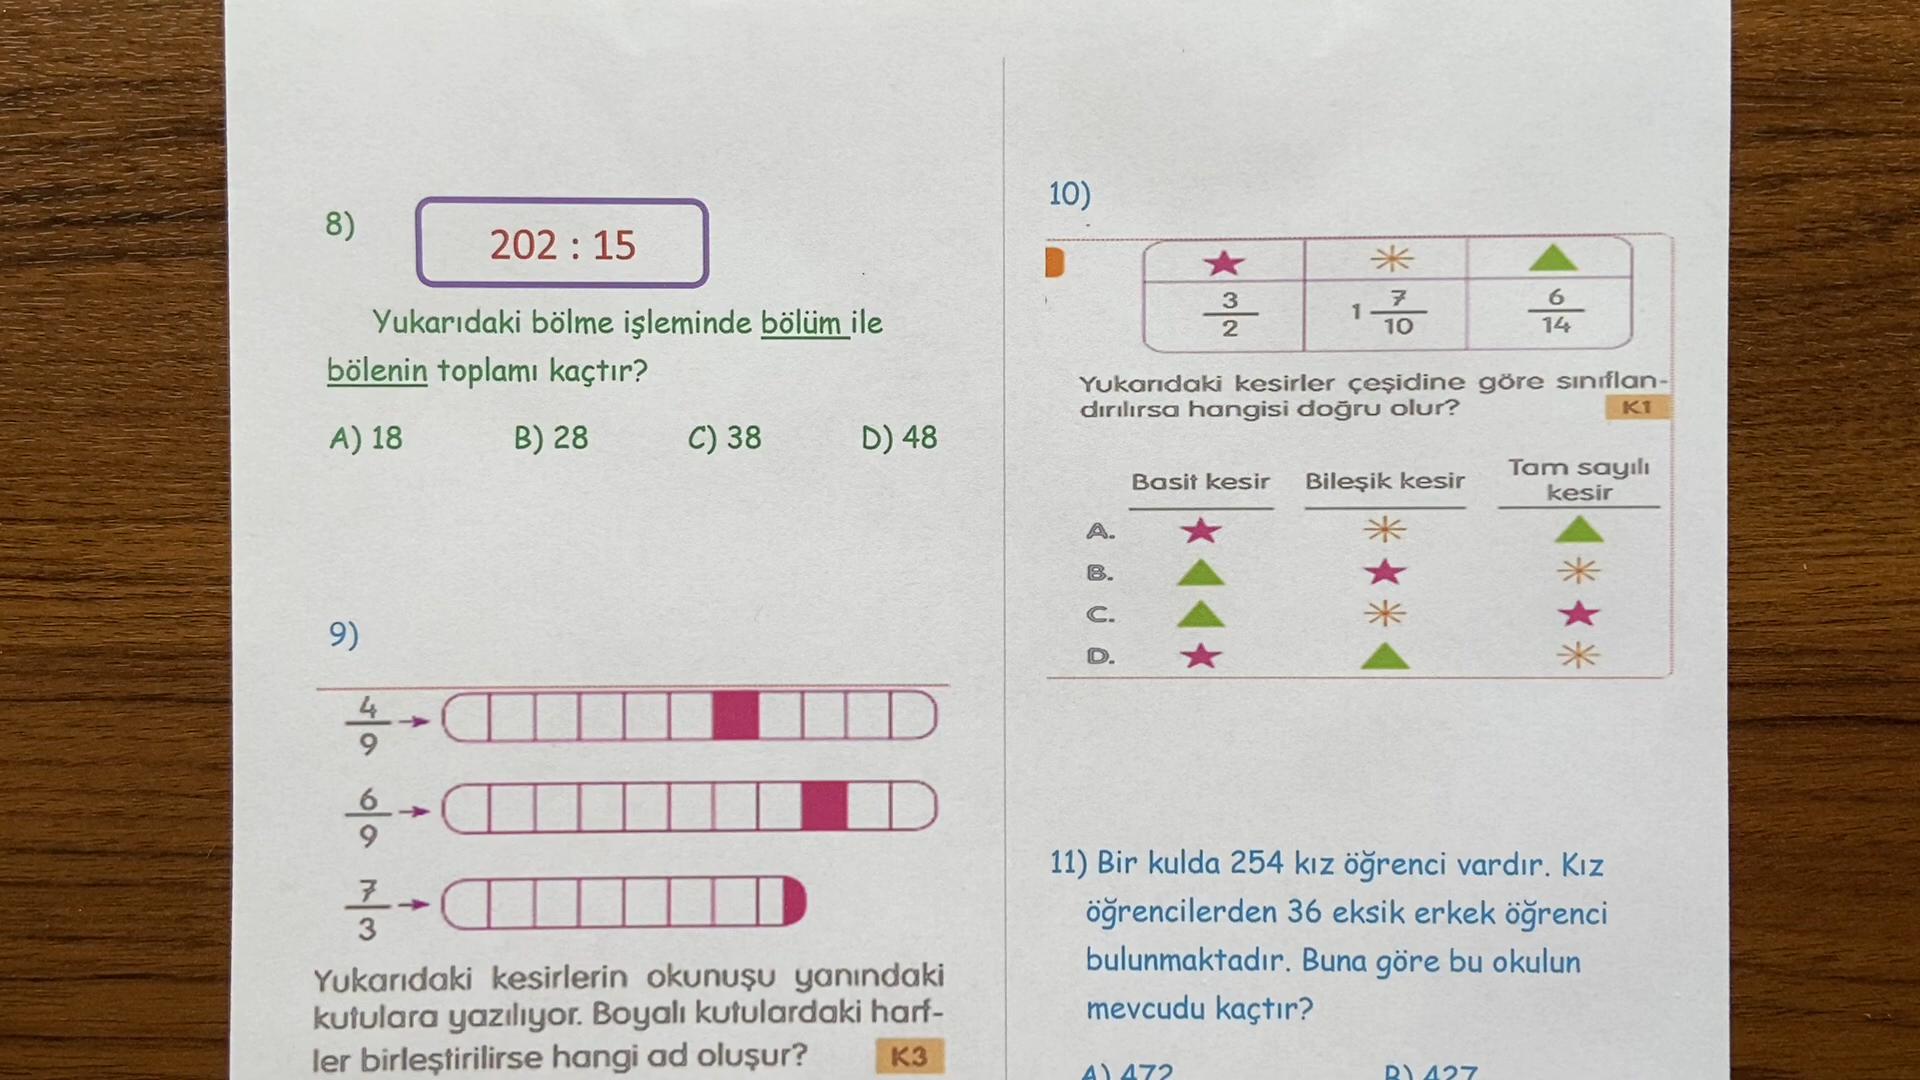 8)
202 : 15
Yukarıdaki bölme işleminde bölüm ile
bölenin toplamı kaçtır?
A) 18 B) 28 C) 38 D) 48
9)
4/9
6/9
7/3
Yukarıdaki kesirlerin okunuşu yanındaki
kutulara yazılıyor. Boyalı kutulardaki harf-
ler birleştirilirse hangi ad oluşur?
K3
10)
3/2 1 7/10 6/14
Yukarıdaki kesirler çeşidine göre sınıflan-
dırılırsa hangisi doğru olur?
K1
Basit kesir Bileşik kesir Tam sayılı
kesir
A.
B.
C.
D.
11) Bir kulda 254 kız öğrenci vardır. Kız
öğrencilerden 36 eksik erkek öğrenci
bulunmaktadır. Buna göre bu okulun
mevcudu kaçtır?
A) 472 B) 427